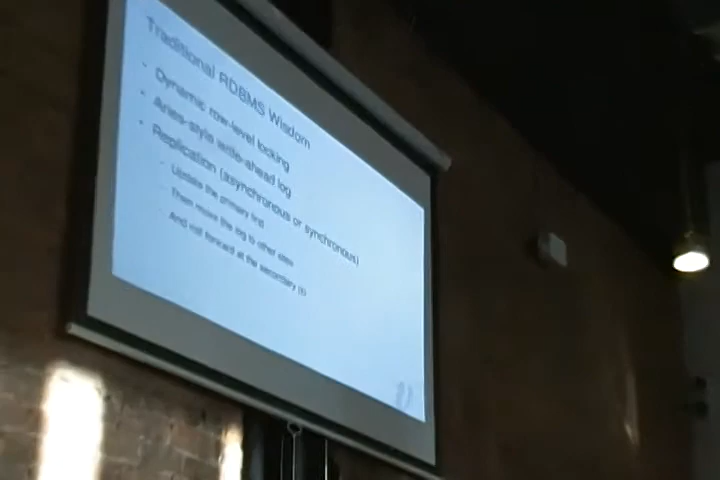 Traditional RDBMS Wisdom
Dynamic row-level locking
Aries-style write-ahead log
Replication (asynchronous or synchronous)
Update the primary first
Then move the log to other sites
And roll forward at the secondary (s)